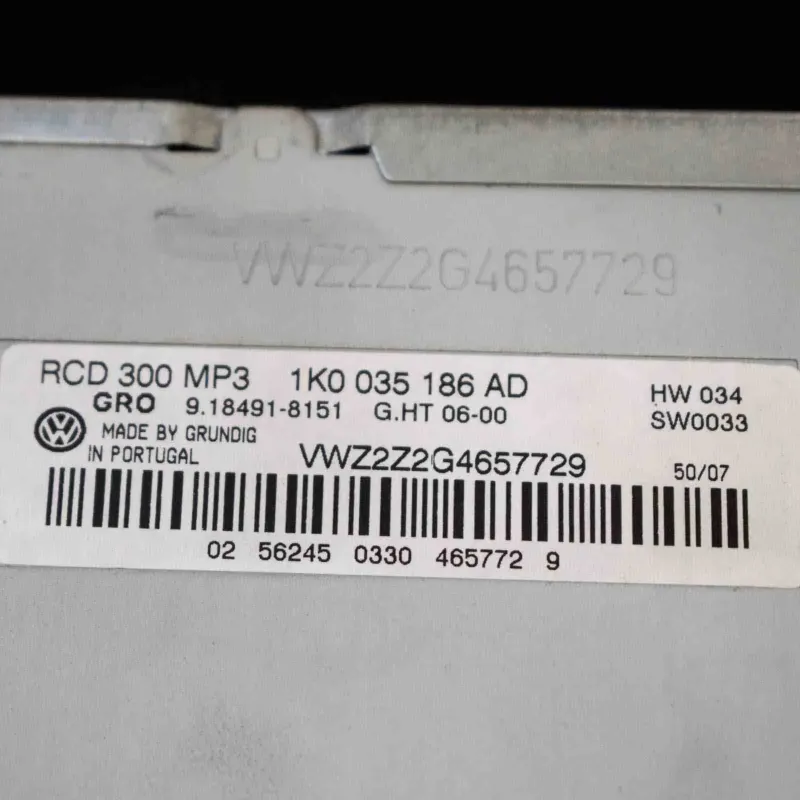 VWZ2Z2G4657729
RCD 300 MP3 1K0 035 186 AD HW 034
GRO 9.18491-8151 G.HT 06-00 SW0033
MADE BY GRUNDIG
IN PORTUGAL VWZ2Z2G4657729 50/07
02 56245 0330 465772 9